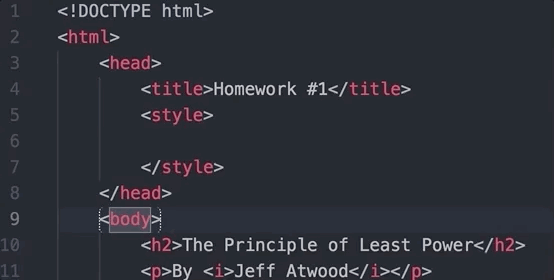 1 <!DOCTYPE html>
2 <html>
3 <head>
4 <title>Homework #1</title>
5 <style>
6
7 </style>
8 </head>
9 <body>
10 <h2>The Principle of Least Power</h2>
11 <p>By <i>Jeff Atwood</i></p>